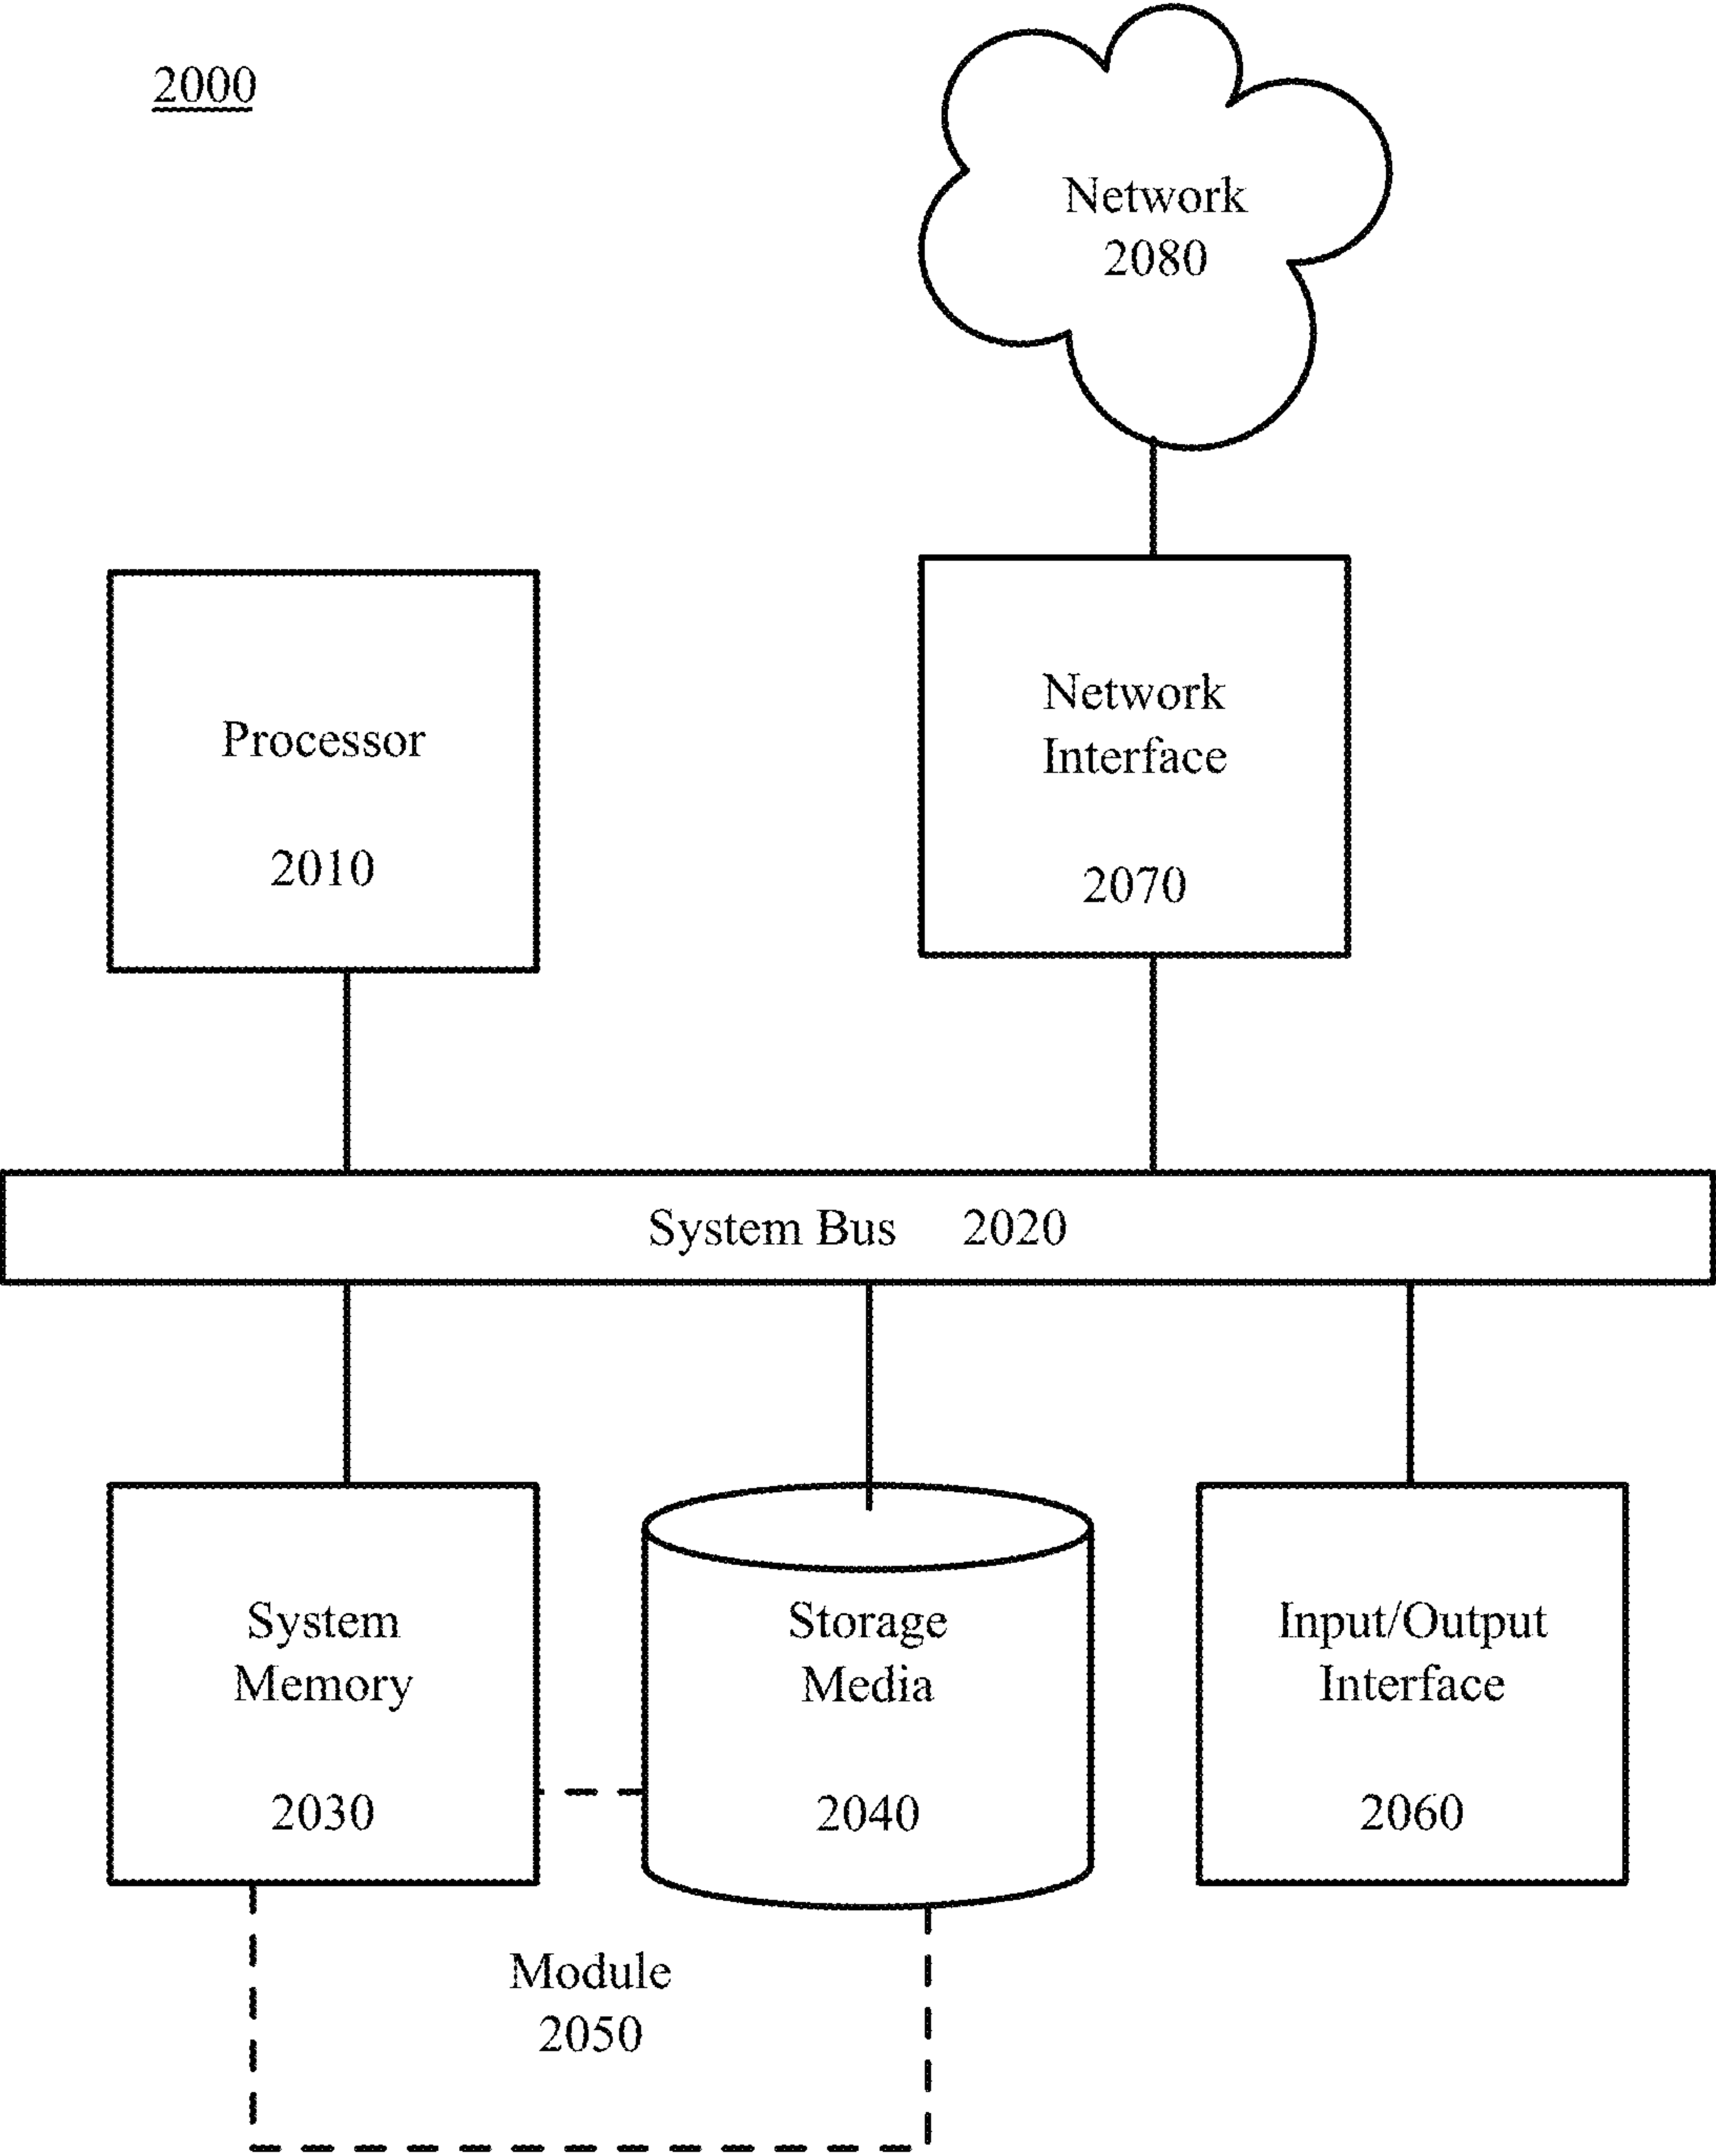 2000
Network
2080
Processor
2010
Network
Interface
2070
System Bus 2020
System
Memory
2030
Storage
Media
2040
Input/Output
Interface
2060
Module
2050